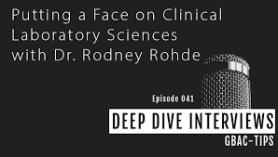 Putting a Face on Clinical
Laboratory Sciences
with Dr. Rodney Rohde
Episode 041
DEEP DIVE INTERVIEWS
GBAC-TIPS